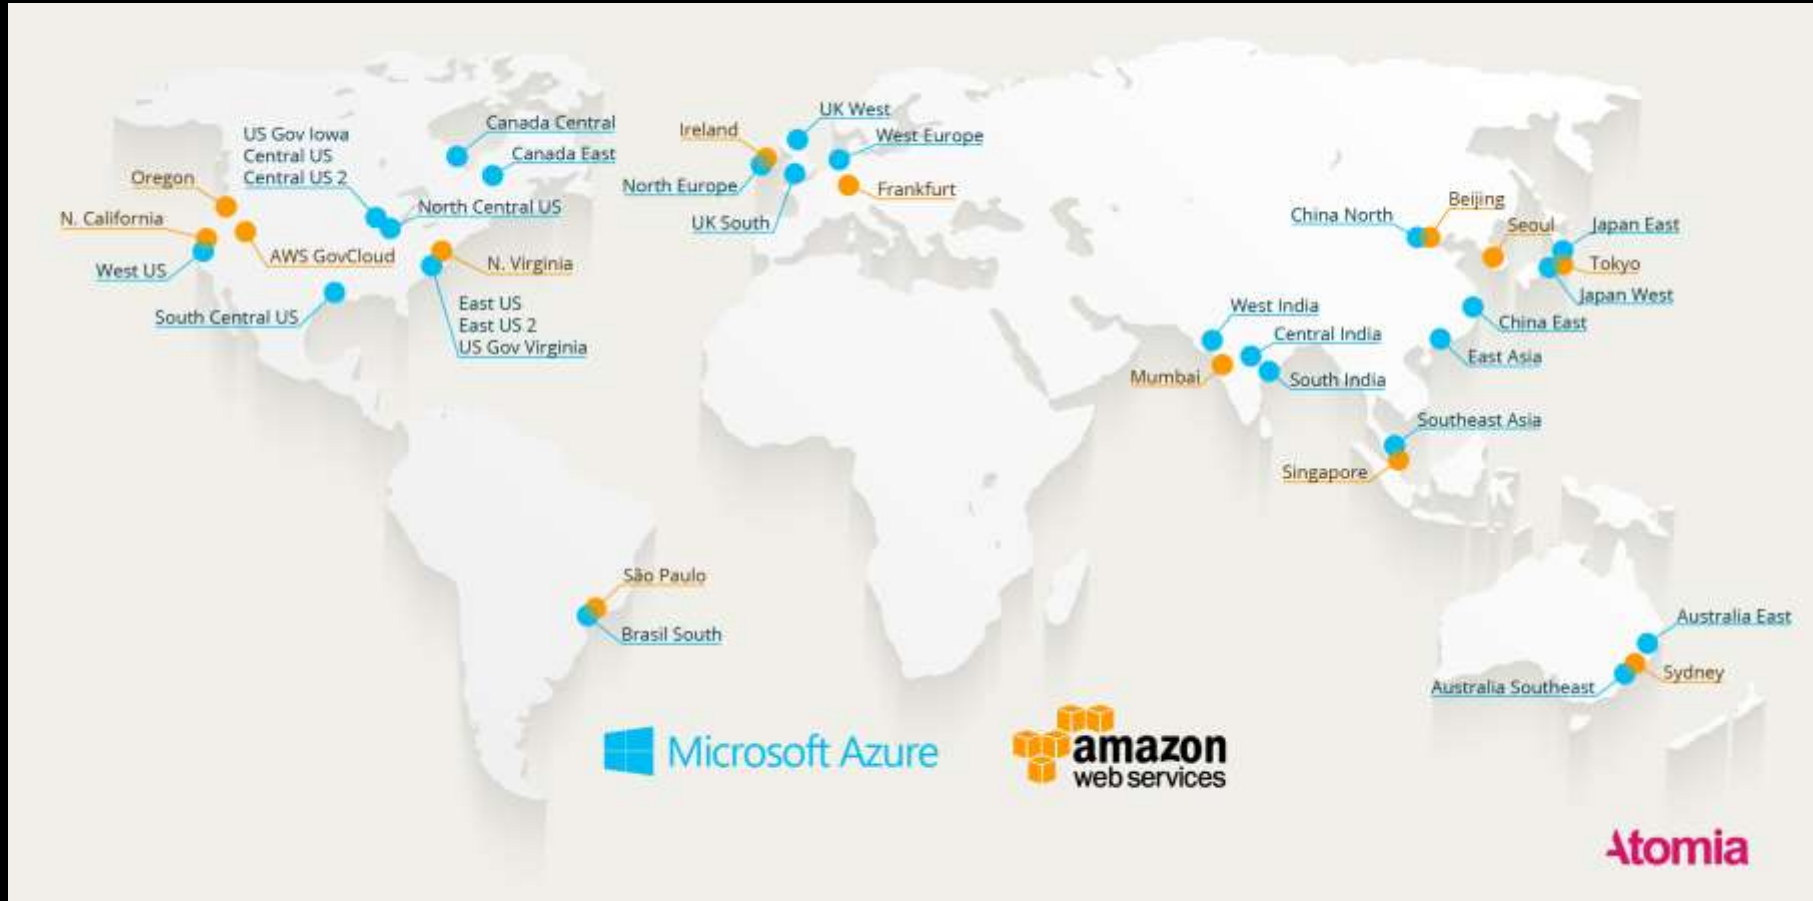 UK West
Canada Central
Ireland
US Gov Iowa
West Europe
Canada East
Central US
Oregon
Central US 2
North Europe
Frankfurt
Beijing
North Central US
China North
N. California
UK South
Seoul
Japan East
AWS GovCloud
N. Virginia
Tokyo
West US
Japan West
East US
West India
South Central US
East US 2
China East
Central India
US Gov Virginia
East Asia
Mumbai
South India
Southeast Asia
Singapore
São Paulo
Australia East
Brasil South
Sydney
Australia Southeast
Microsoft Azure
amazon
web services
Atomia